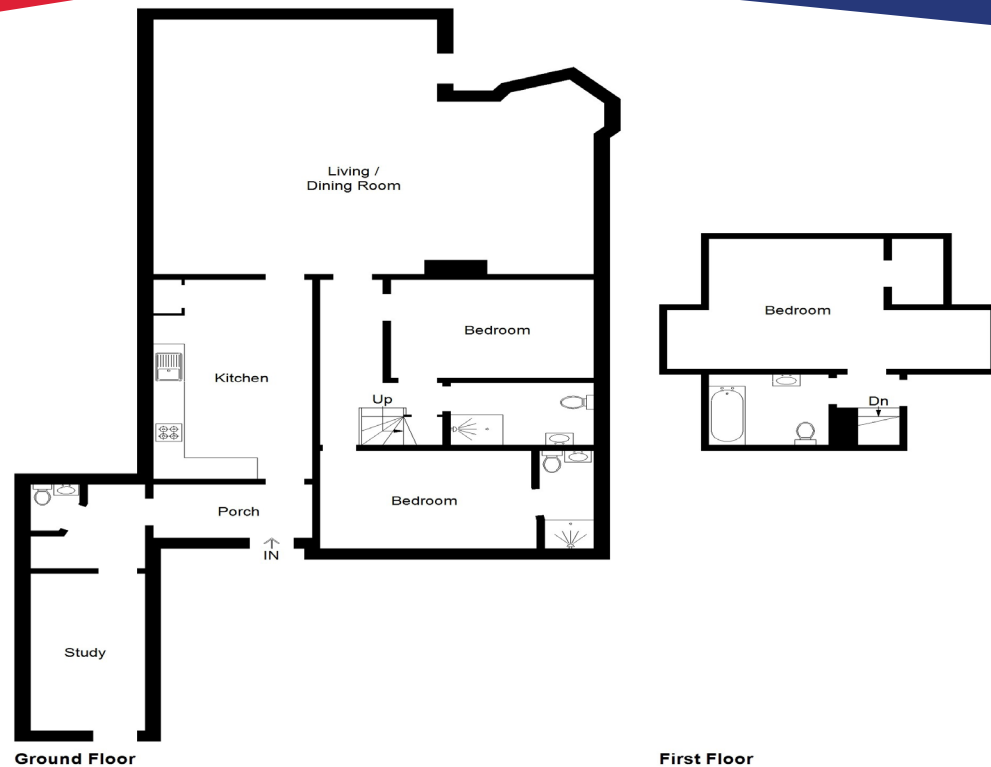 Living /
Dining Room
Bedroom
Kitchen
Up
Bedroom
Porch
IN
Study
Ground Floor
Bedroom
Dn
First Floor